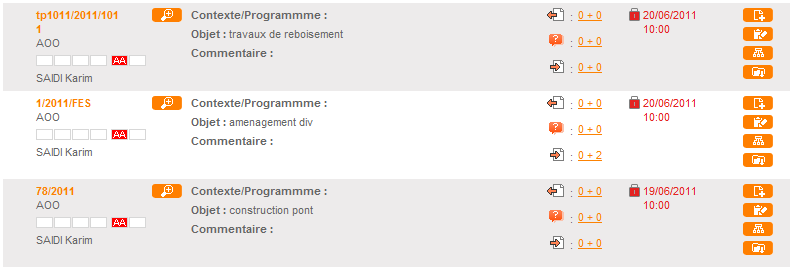 tp1011/2011/101
1
AOO
AA
SAIDI Karim
Contexte/Programmme :
Objet : travaux de reboisement
Commentaire :
: 0 + 0
? : 0 + 0
: 0 + 0
20/06/2011
10:00
1/2011/FES
AOO
AA
SAIDI Karim
Contexte/Programmme :
Objet : amenagement div
Commentaire :
: 0 + 0
? : 0 + 0
: 0 + 2
20/06/2011
10:00
78/2011
AOO
AA
SAIDI Karim
Contexte/Programmme :
Objet : construction pont
Commentaire :
: 0 + 0
? : 0 + 0
: 0 + 0
19/06/2011
10:00